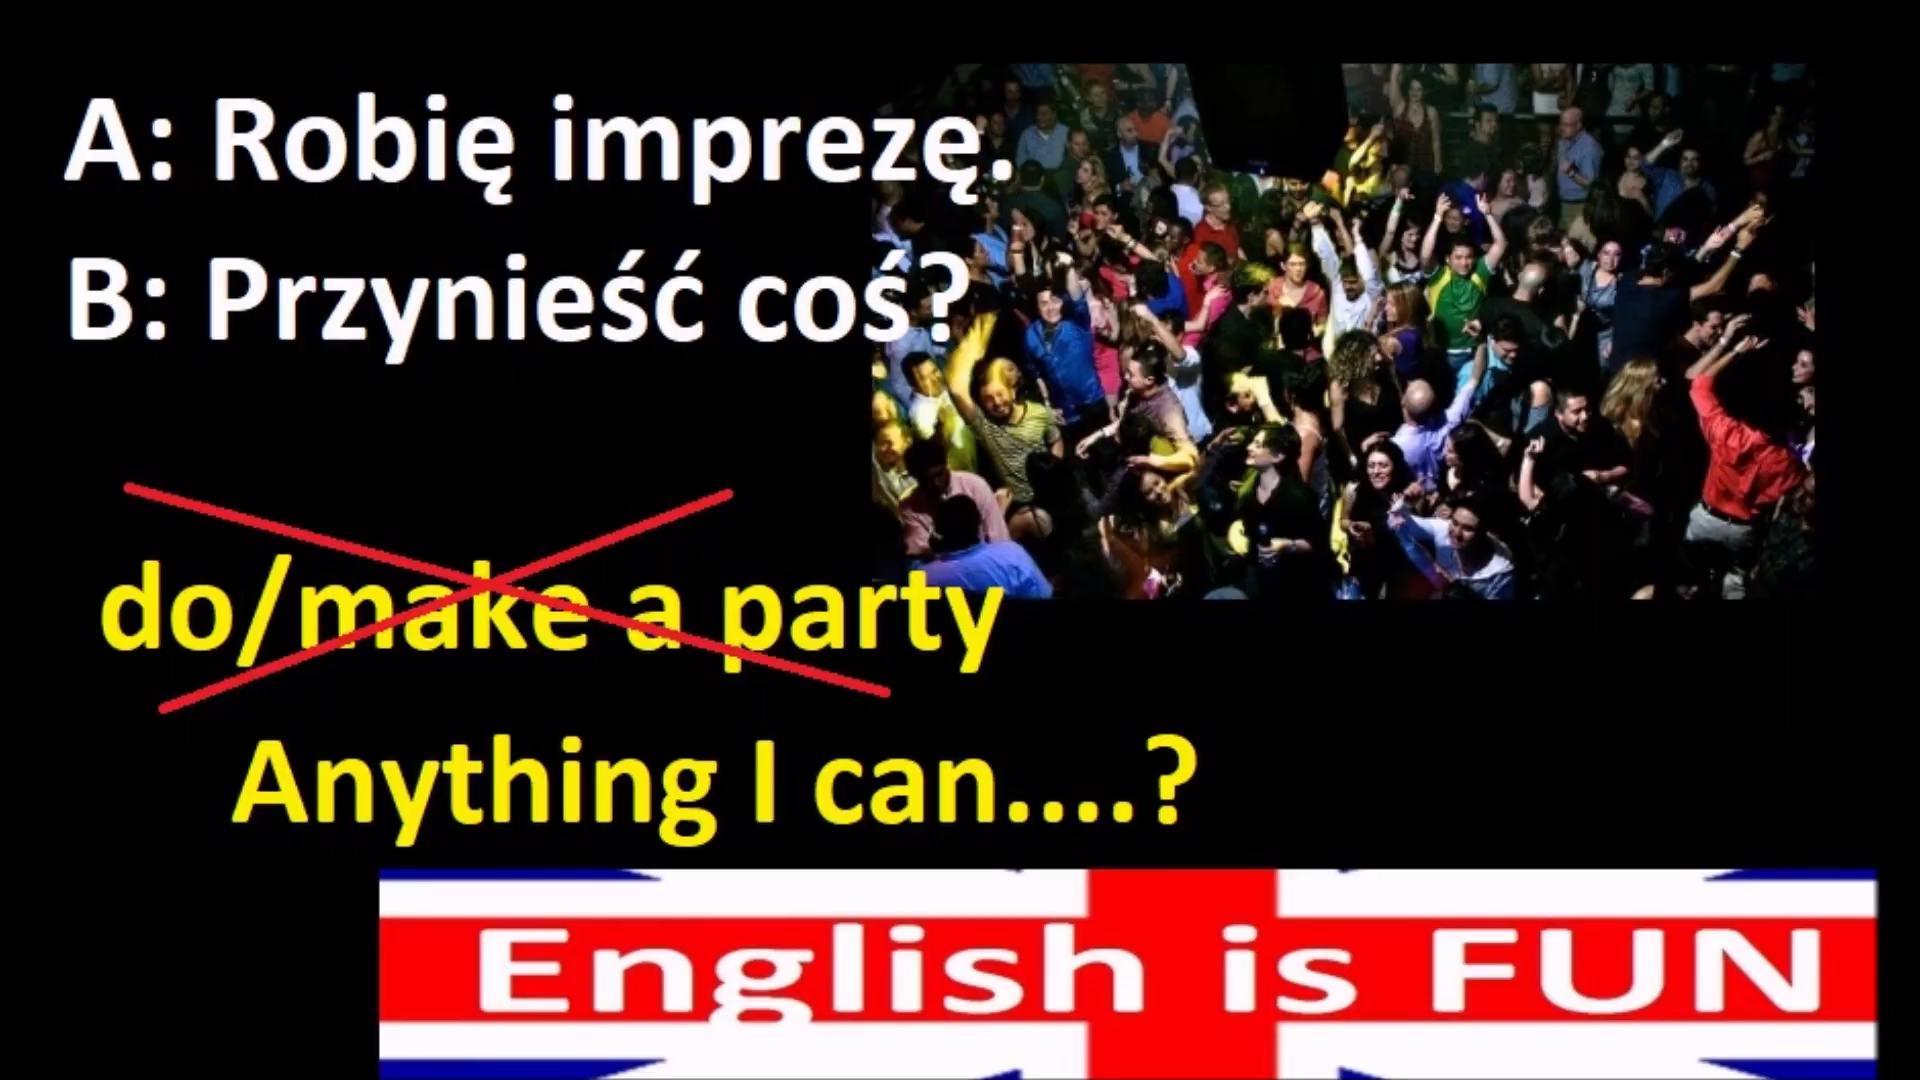 A: Robię imprezę.
B: Przynieść coś?
do/make a party
Anything I can....?
English is FUN